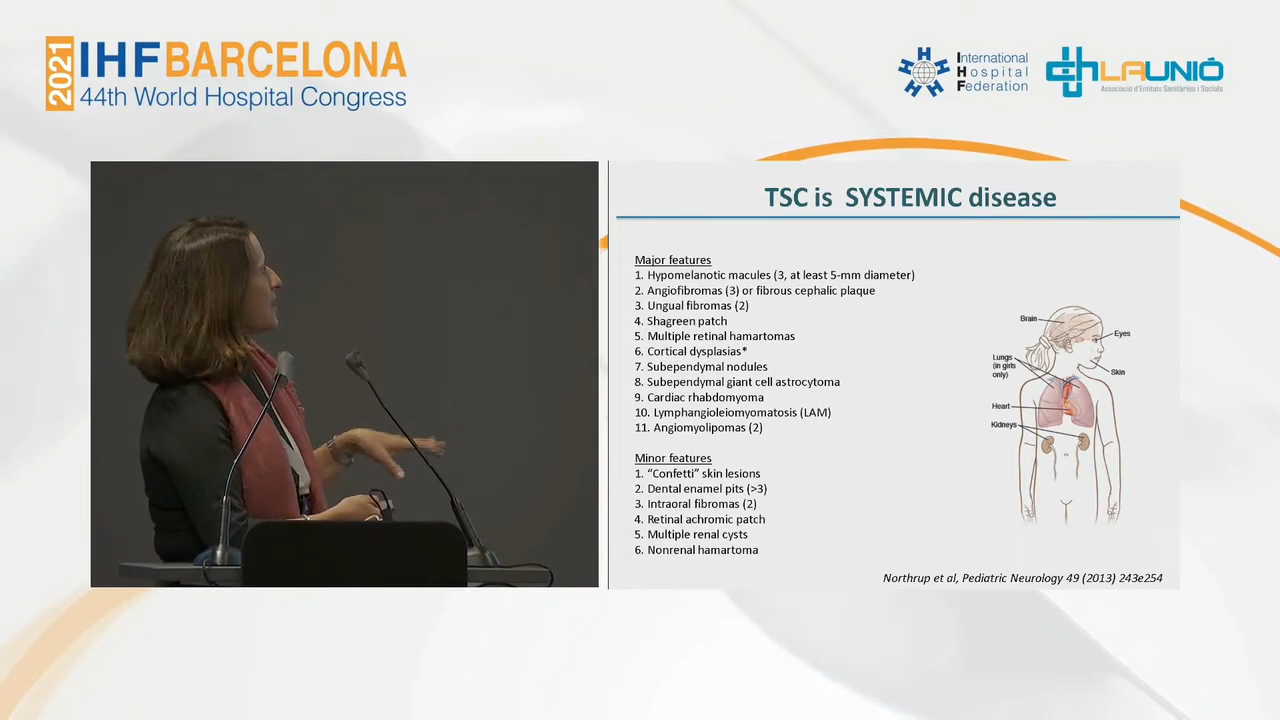 2021
IHF BARCELONA
44th World Hospital Congress
International
Hospital
Federation
LAUNIÓ
Associació d'Entitats Sanitàries i Socials
TSC is SYSTEMIC disease
Major features
1. Hypomelanotic macules (3, at least 5-mm diameter)
2. Angiofibromas (3) or fibrous cephalic plaque
3. Ungual fibromas (2)
4. Shagreen patch
5. Multiple retinal hamartomas
6. Cortical dysplasias*
7. Subependymal nodules
8. Subependymal giant cell astrocytoma
9. Cardiac rhabdomyoma
10. Lymphangioleiomyomatosis (LAM)
11. Angiomyolipomas (2)
Minor features
1. “Confetti” skin lesions
2. Dental enamel pits (>3)
3. Intraoral fibromas (2)
4. Retinal achromic patch
5. Multiple renal cysts
6. Nonrenal hamartoma
Brain
Eyes
Lungs
(in girls
only)
Skin
Heart
Kidneys
Northrup et al, Pediatric Neurology 49 (2013) 243e254